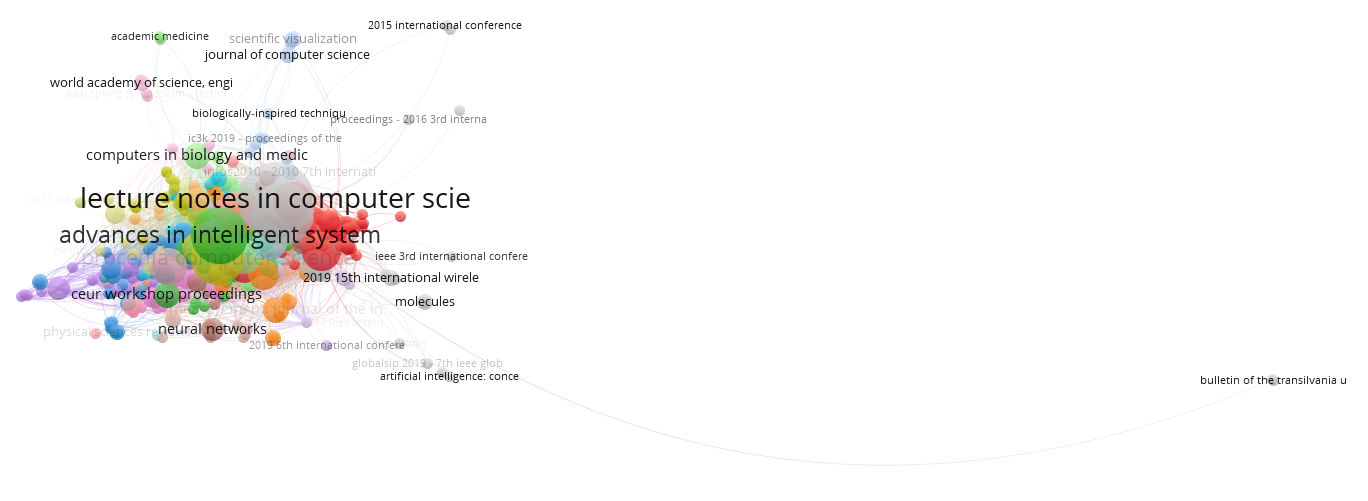 2015 international conference
academic medicine
scientific visualization
journal of computer science
world academy of science, engi
biologically-inspired techniqu
proceedings - 2016 3rd interna
ic3k 2019 - proceedings of the
computers in biology and medic
infos2010 - 2010 7th internati
lecture notes in computer scie
advances in intelligent system
procedia computer science
ieee 3rd international confere
2019 15th international wirele
ceur workshop proceedings
molecules
journal of the in
neural networks
physical sciences re
2019 6th international confere
globalsip 2019 - 7th ieee glob
artificial intelligence: conce
bulletin of the transilvania u